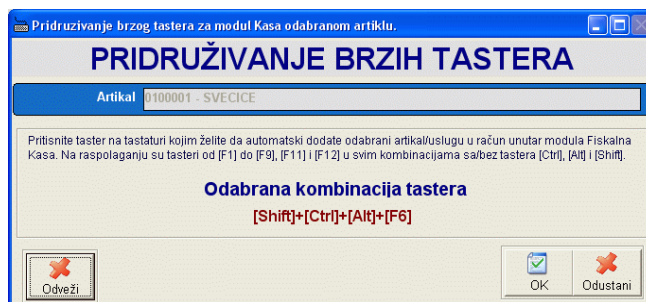 Pridruzivanje brzog tastera za modul Kasa odabranom artiklu.
PRIDRUŽIVANJE BRZIH TASTERA
Artikal 0100001 - SVECICE
Pritisnite taster na tastaturi kojim želite da automatski dodate odabrani artikal/uslugu u račun unutar modula Fiskalna
Kasa. Na raspolaganju su tasteri od [F1] do [F9], [F11] i [F12] u svim kombinacijama sa/bez tastera [Ctrl], [Alt] i [Shift].
Odabrana kombinacija tastera
[Shift]+[Ctrl]+[Alt]+[F6]
Odveži OK Odustani